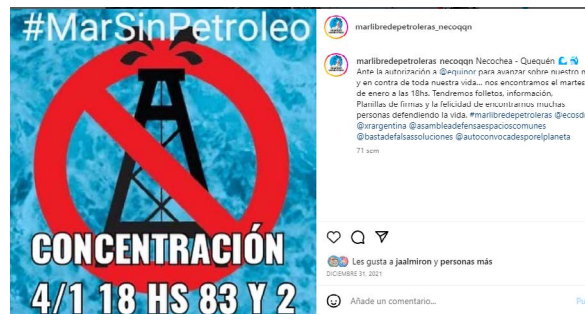 #MarSinPetroleo
CONCENTRACIÓN
4/1 18 HS 83 Y 2
marlibredepetroleras_necoqqn
marlibredepetroleras_necoqqn Necochea - Quequén
Ante la autorización a @equinor para avanzar sobre nuestro m
y en contra de toda nuestra vida... nos encontramos el martes
de enero a las 18hs. Tendremos folletos, información,
Planillas de firmas y la felicidad de encontrarnos muchas
personas defendiendo la vida. #marlibredepetroleras @ecosdi
@xrargentina @asambleadefensaespacioscomunes
@bastadefalsassoluciones @autoconvocadesporelplaneta
71 sem
Les gusta a jaalmiron y personas más
DICIEMBRE 31, 2021
Añade un comentario...
Pu